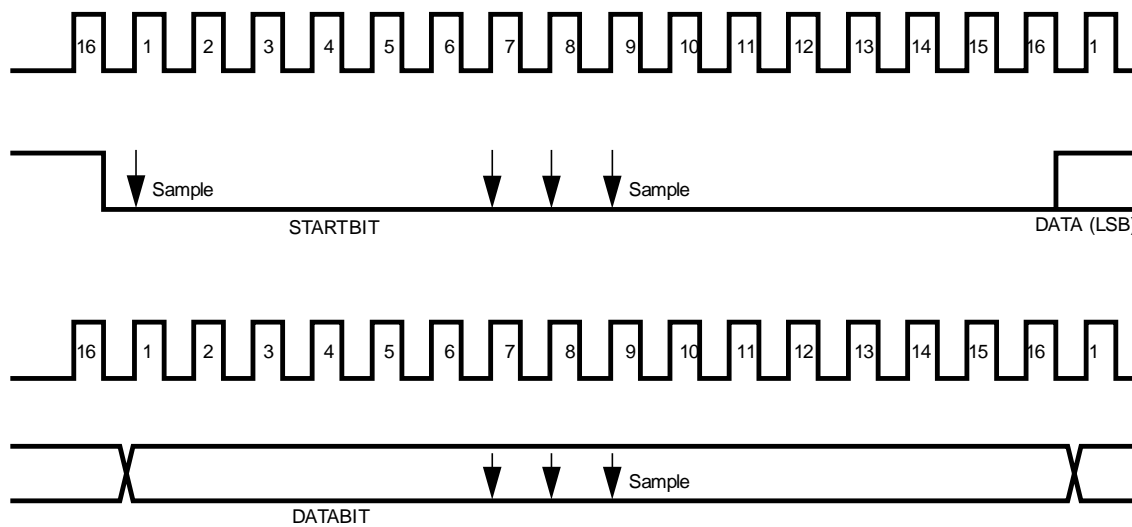 16 1 2 3 4 5 6 7 8 9 10 11 12 13 14 15 16 1
Sample Sample
STARTBIT DATA (LSB)
16 1 2 3 4 5 6 7 8 9 10 11 12 13 14 15 16 1
Sample
DATABIT